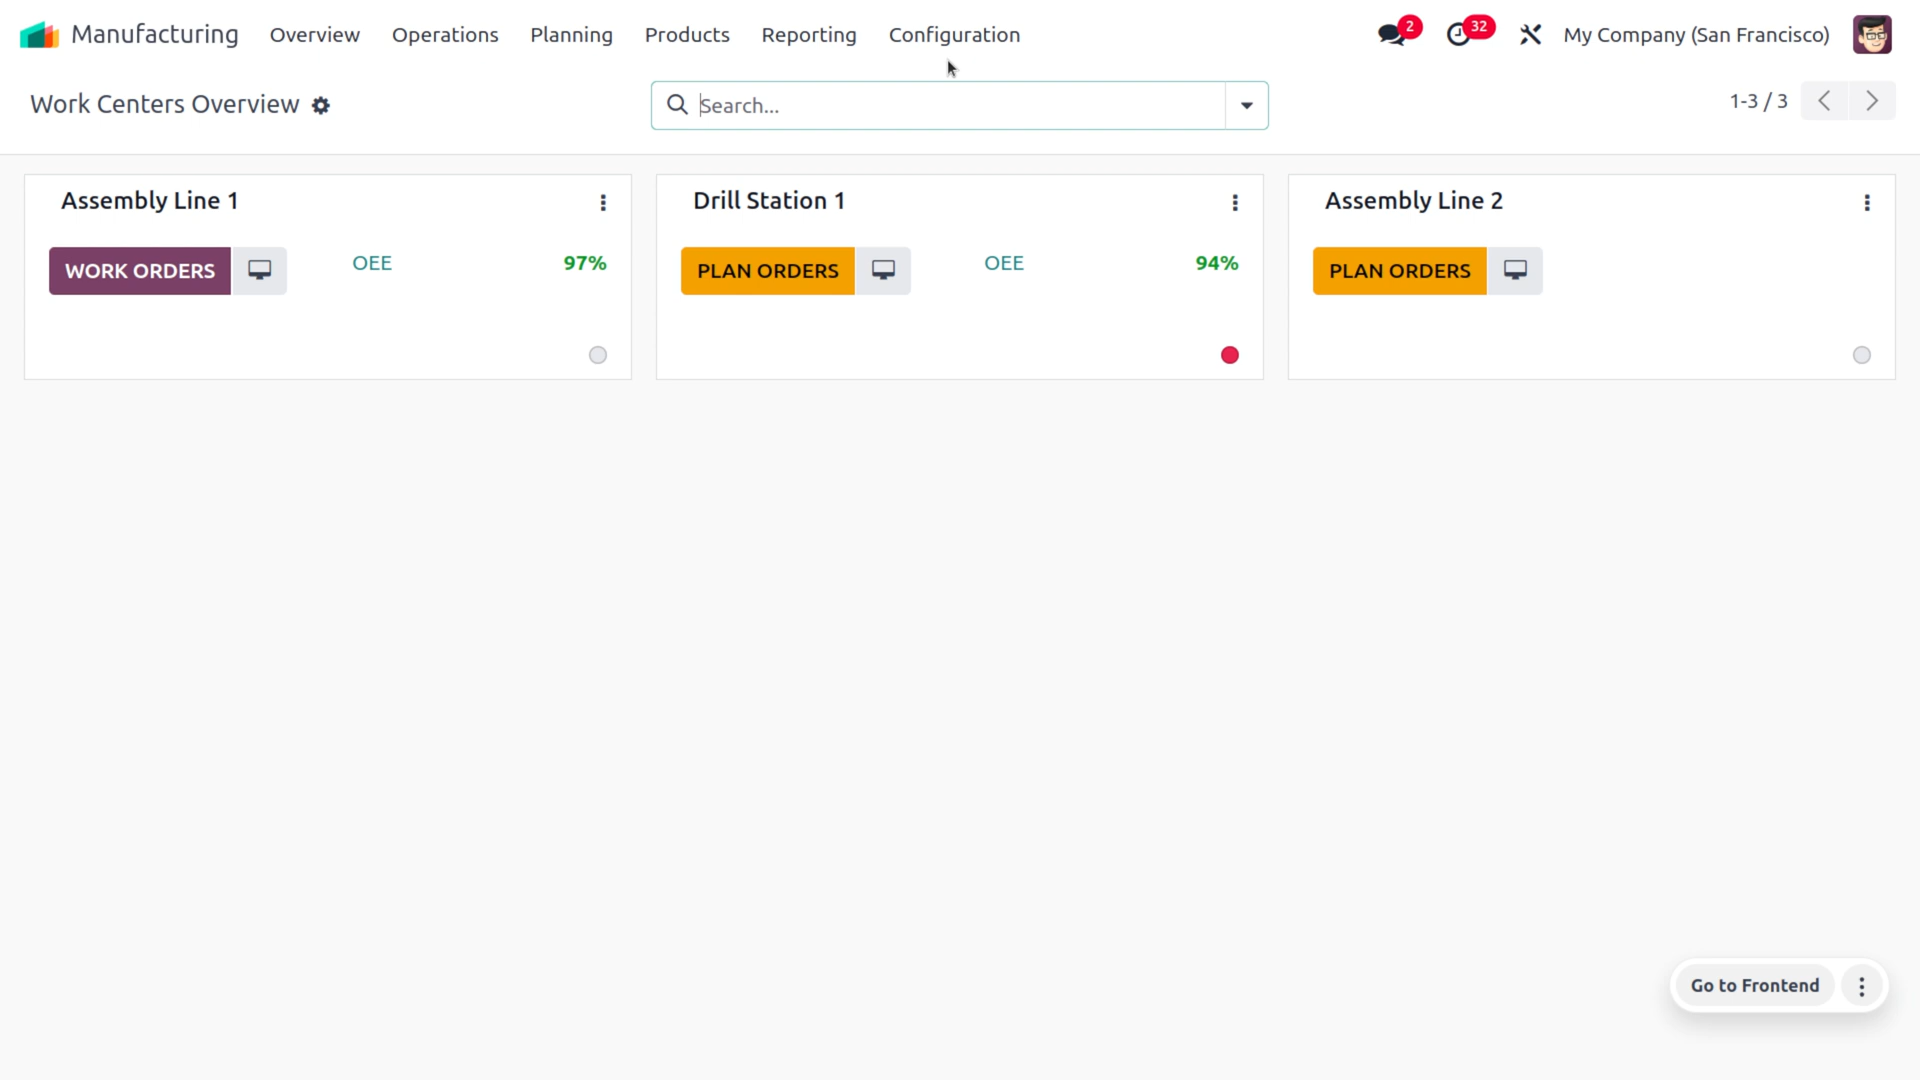 Manufacturing Overview Operations Planning Products Reporting Configuration 2 32 My Company (San Francisco)
Work Centers Overview Search... 1-3 / 3
Assembly Line 1
WORK ORDERS OEE 97%
Drill Station 1
PLAN ORDERS OEE 94%
Assembly Line 2
PLAN ORDERS
Go to Frontend